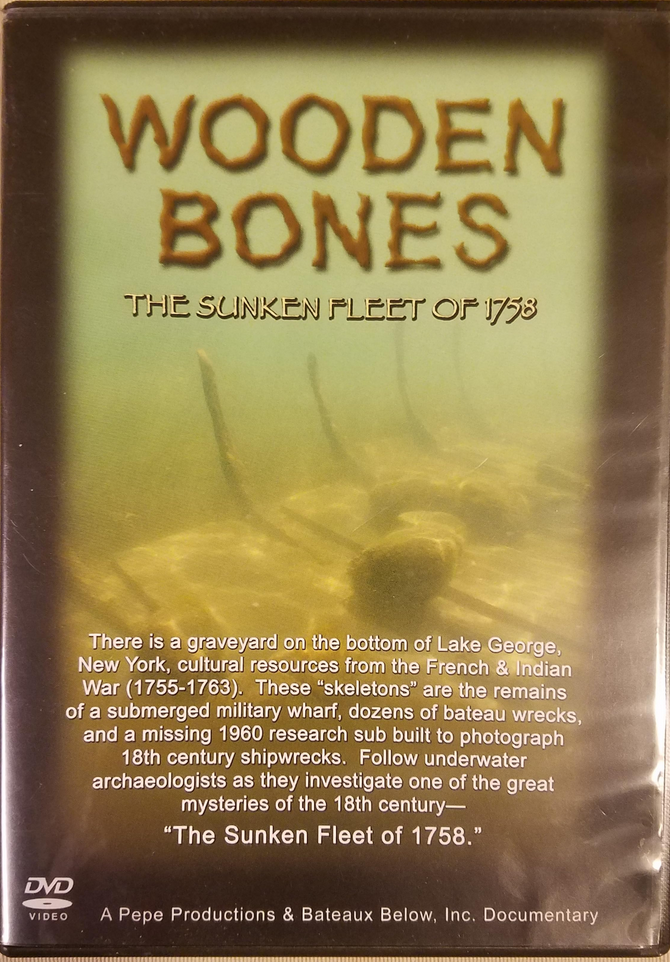 WOODEN
BONES
THE SUNKEN FLEET OF 1758
There is a graveyard on the bottom of Lake George,
New York, cultural resources from the French & Indian
War (1755-1763).  These “skeletons” are the remains
of a submerged military wharf, dozens of bateau wrecks,
and a missing 1960 research sub built to photograph
18th century shipwrecks.  Follow underwater
archaeologists as they investigate one of the great
mysteries of the 18th century—
“The Sunken Fleet of 1758.”
DVD
VIDEO
A Pepe Productions & Bateaux Below, Inc. Documentary